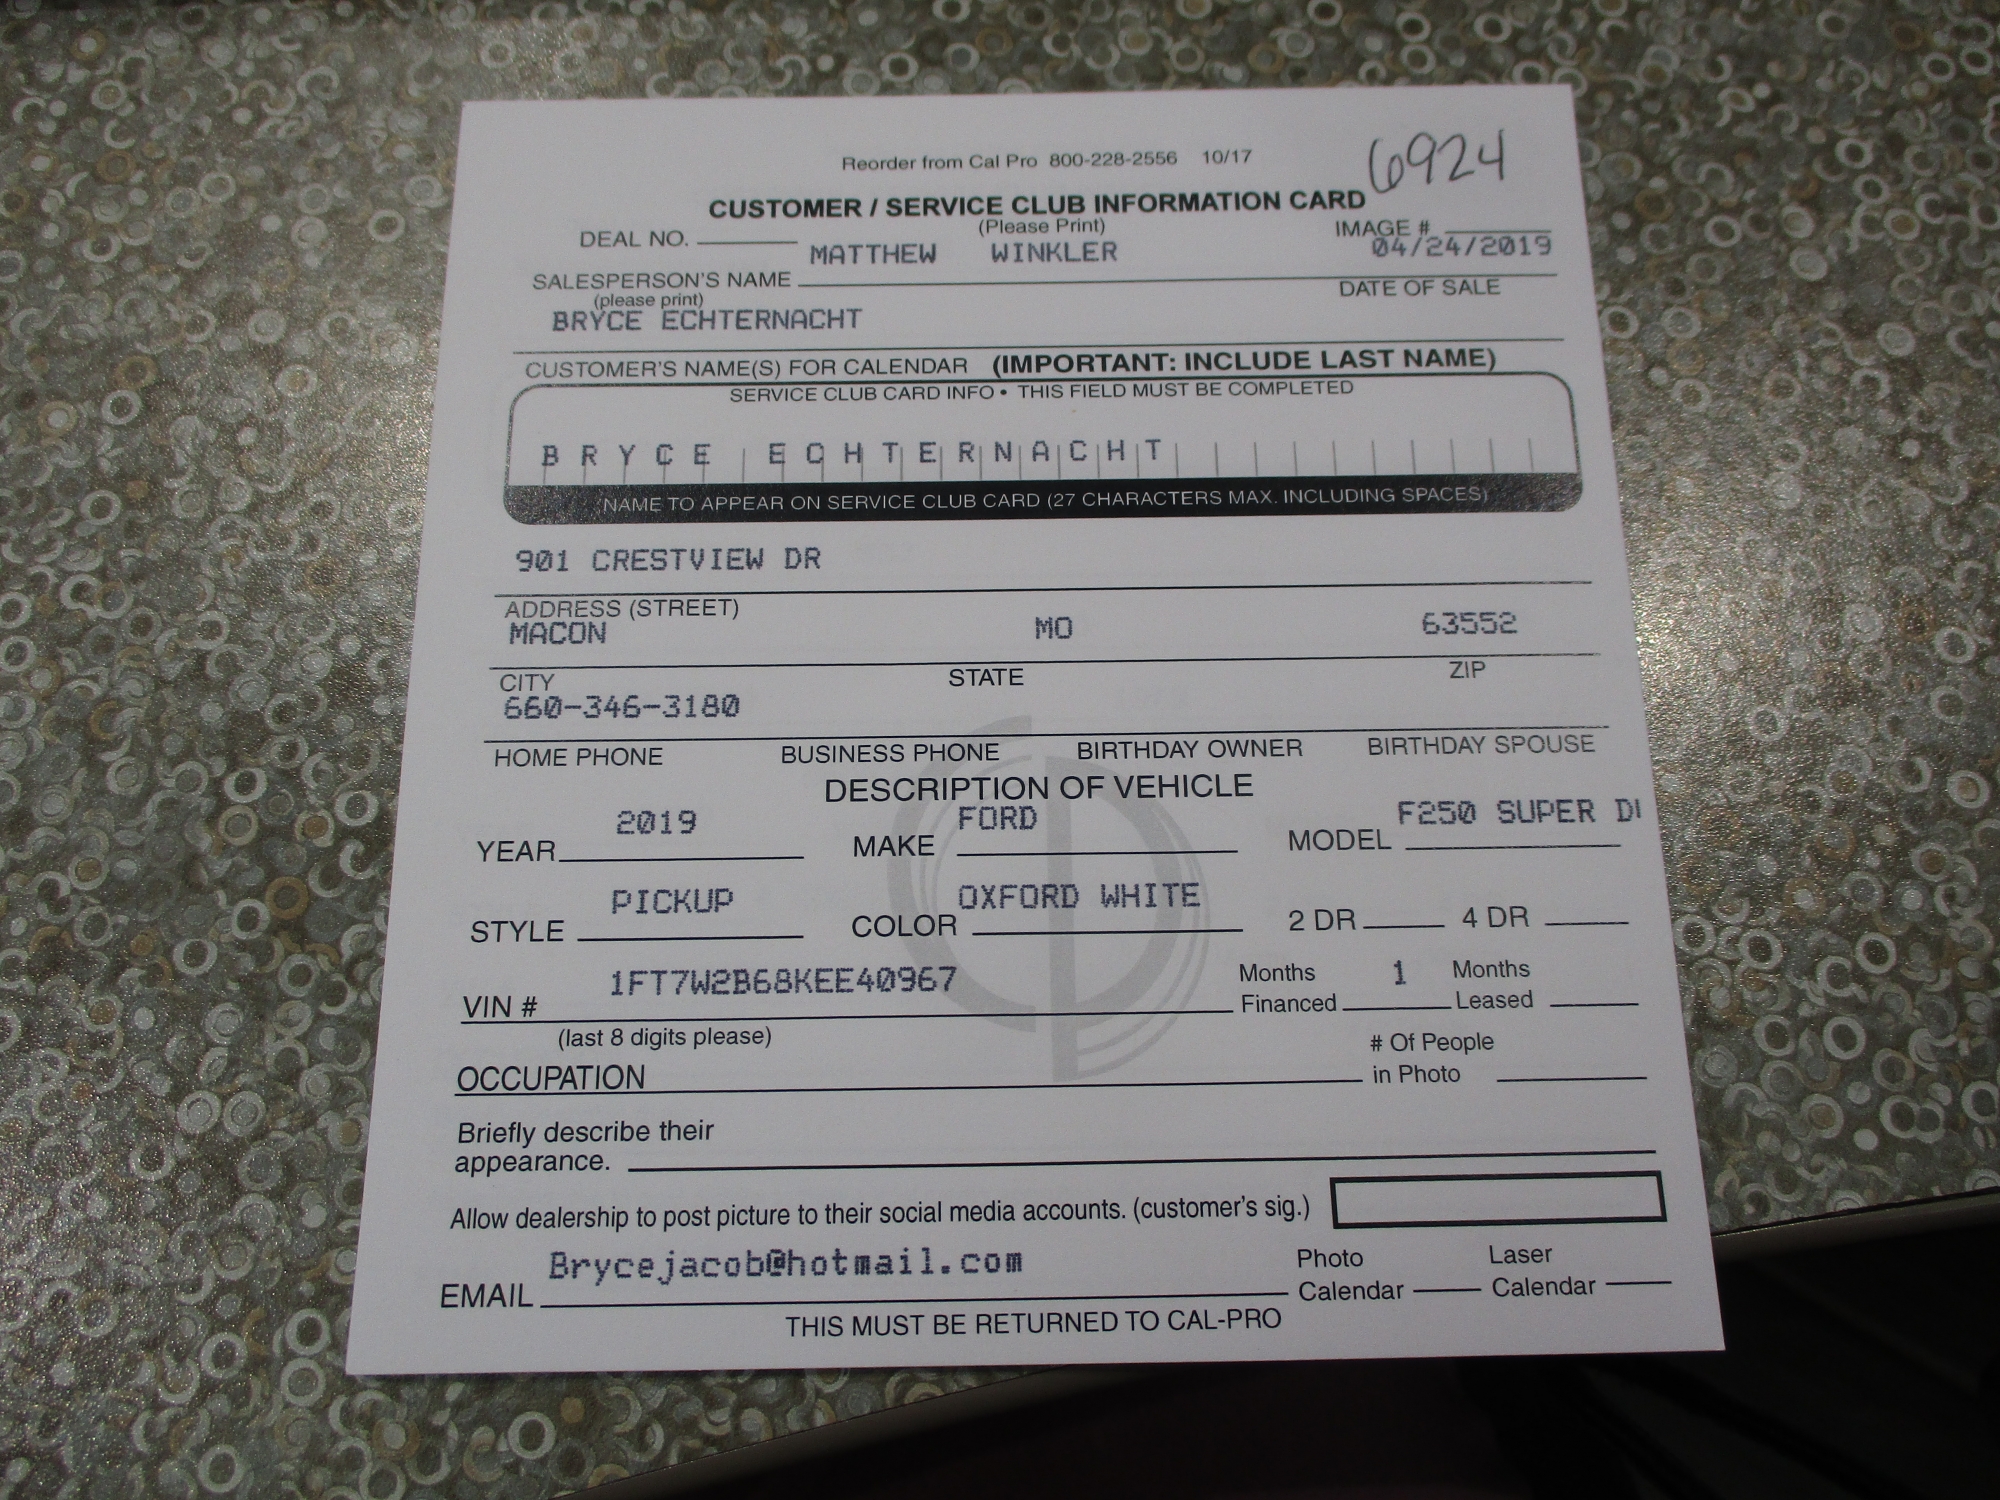 Reorder from Cal Pro 800-228-2556 10/17
6924
CUSTOMER / SERVICE CLUB INFORMATION CARD
(Please Print)
DEAL NO.
IMAGE #
MATTHEW WINKLER
04/24/2019
SALESPERSON'S NAME
DATE OF SALE
(please print)
BRYCE ECHTERNACHT
CUSTOMER'S NAME(S) FOR CALENDAR (IMPORTANT: INCLUDE LAST NAME)
SERVICE CLUB CARD INFO • THIS FIELD MUST BE COMPLETED
BRYCE ECHTERNACHT
NAME TO APPEAR ON SERVICE CLUB CARD (27 CHARACTERS MAX. INCLUDING SPACES)
901 CRESTVIEW DR
ADDRESS (STREET)
MACON MO 63552
CITY STATE ZIP
660-346-3180
HOME PHONE BUSINESS PHONE BIRTHDAY OWNER BIRTHDAY SPOUSE
DESCRIPTION OF VEHICLE
2019 FORD F250 SUPER DU
YEAR MAKE MODEL
PICKUP OXFORD WHITE
STYLE COLOR 2 DR 4 DR
1FT7W2B68KEE40967
Months 1 Months
VIN # Financed Leased
(last 8 digits please)
# Of People
OCCUPATION in Photo
Briefly describe their
appearance.
Allow dealership to post picture to their social media accounts. (customer's sig.)
Brycejacob@hotmail.com
Photo Laser
EMAIL Calendar Calendar
THIS MUST BE RETURNED TO CAL-PRO